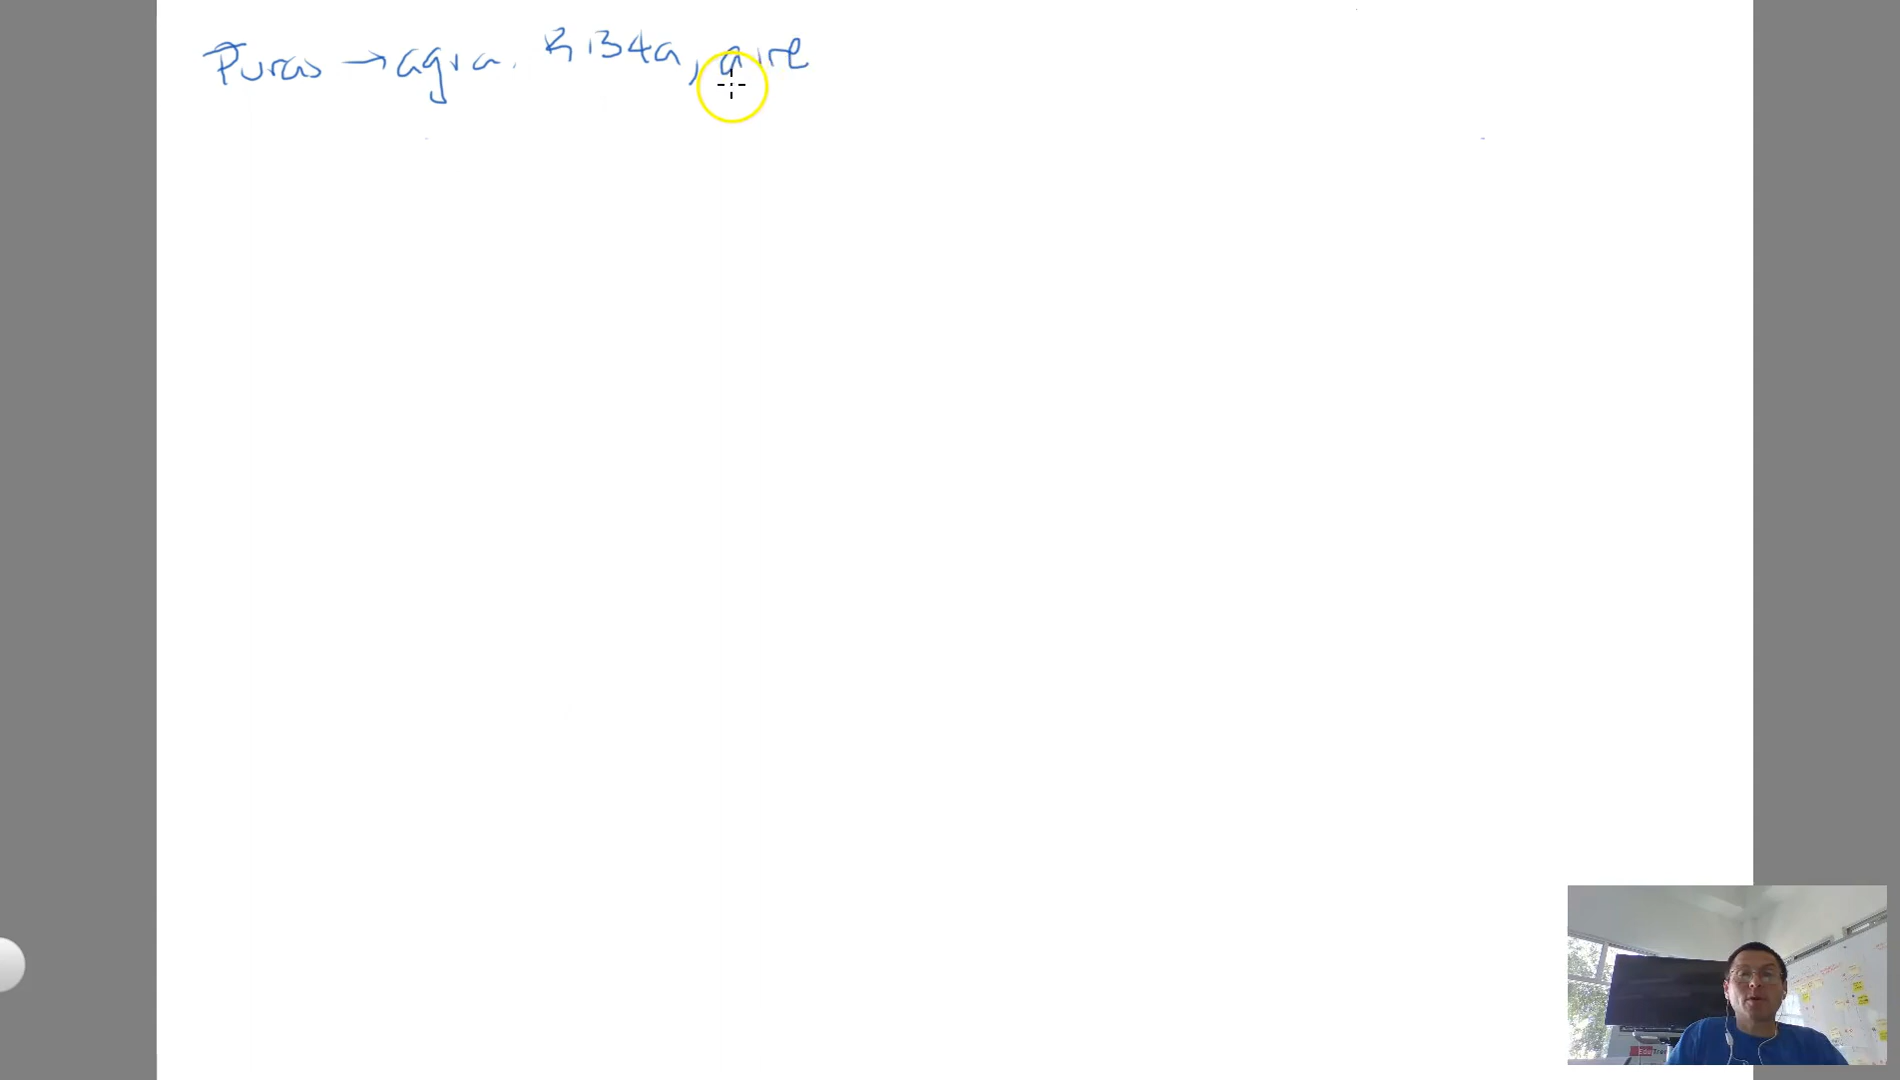 Puras → agua. R134a, aire